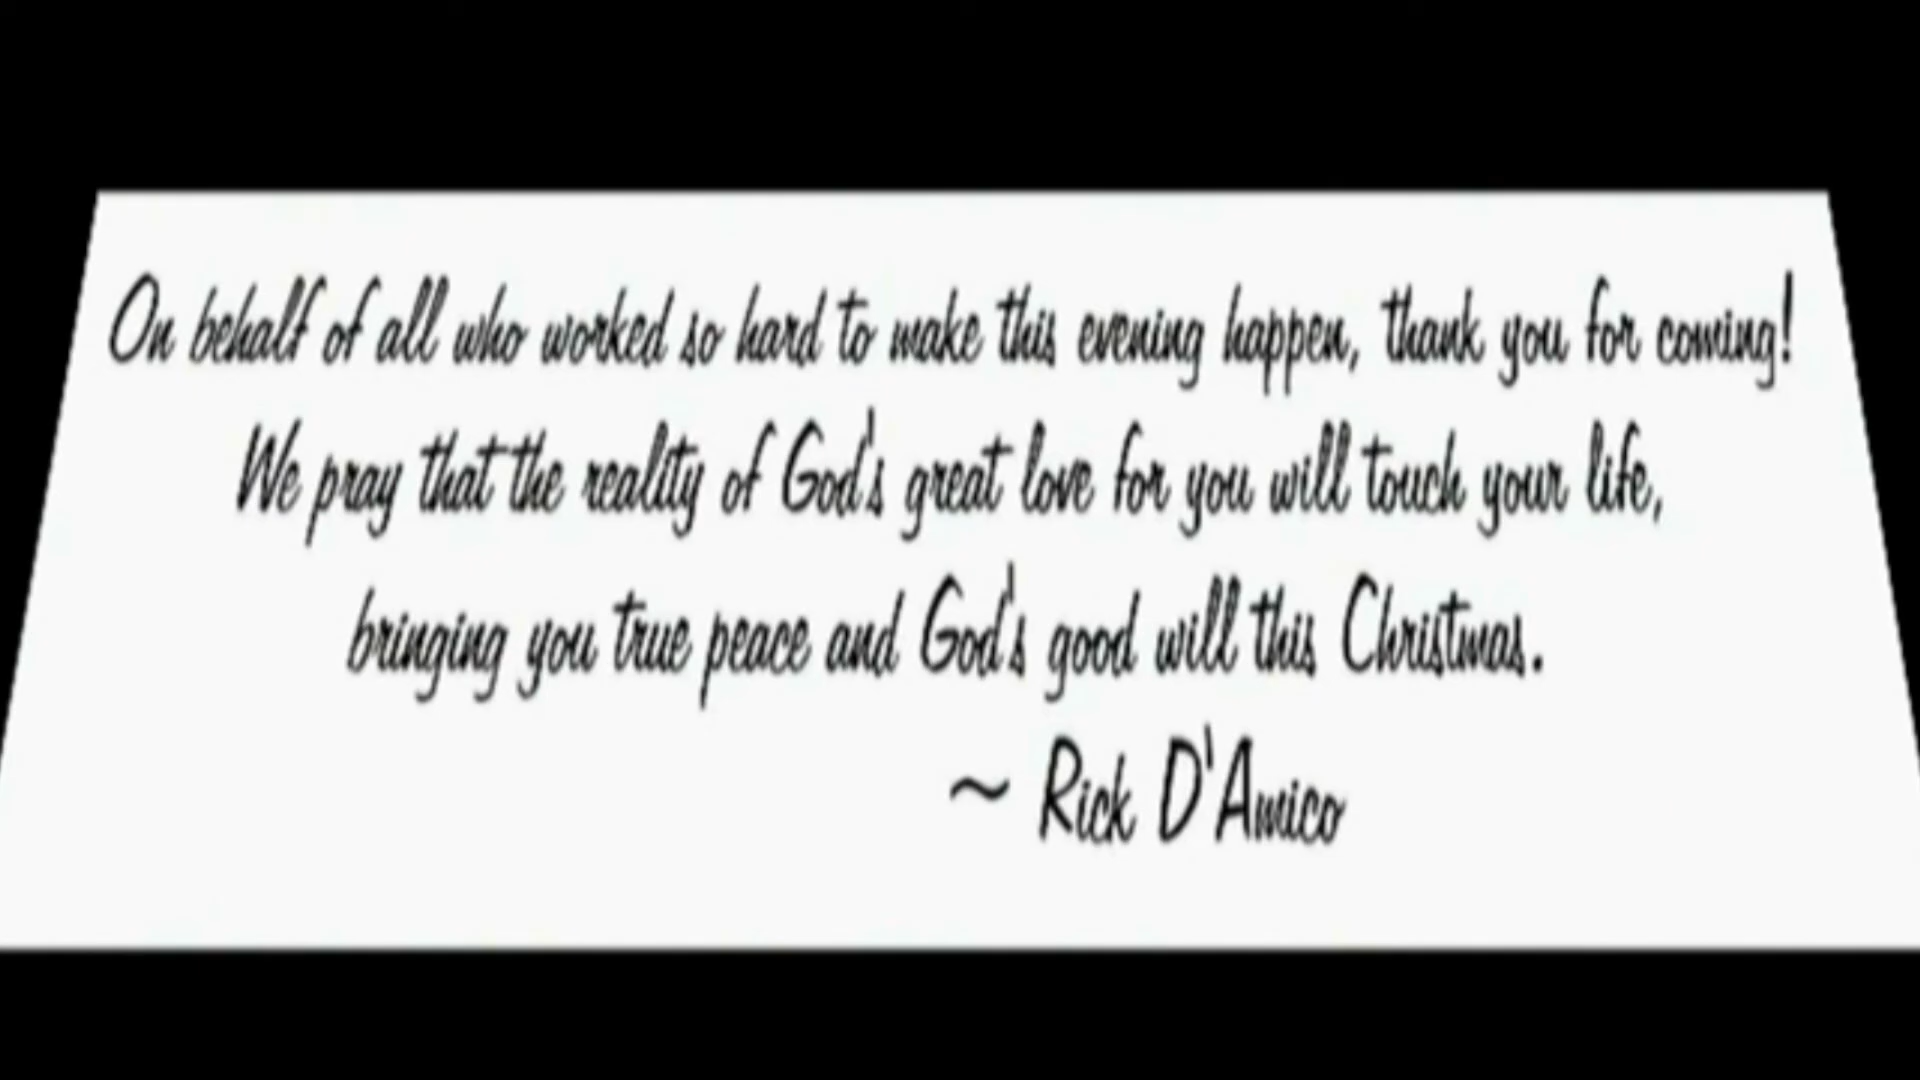 On behalf of all who worked so hard to make this evening happen, thank you for coming!
We pray that the reality of God's great love for you will touch your life,
bringing you true peace and God's good will this Christmas.
~ Rick D'Amico